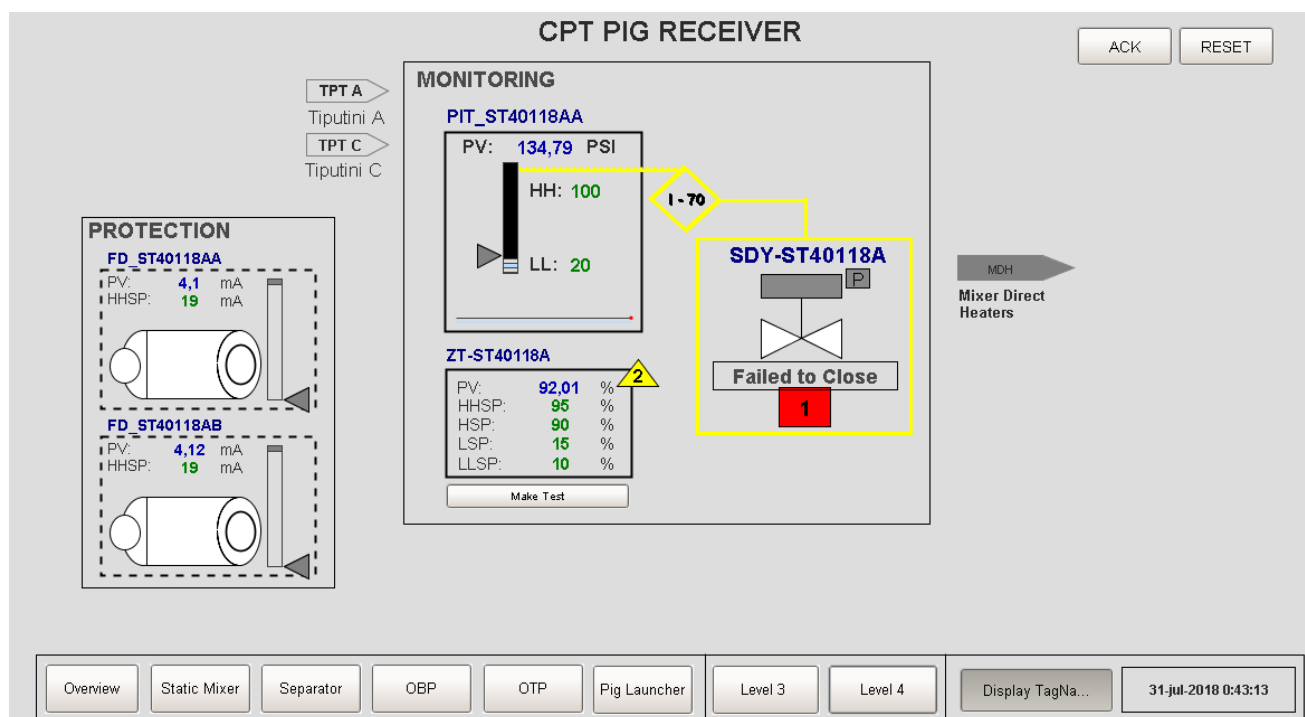 CPT PIG RECEIVER
ACK
RESET
TPT A
Tiputini A
TPT C
Tiputini C
MONITORING
PIT_ST40118AA
PV: 134,79 PSI
HH: 100
LL: 20
I - 70
SDY-ST40118A
P
Failed to Close
1
MDH
Mixer Direct
Heaters
PROTECTION
FD_ST40118AA
PV: 4,1 mA
HHSP: 19 mA
FD_ST40118AB
PV: 4,12 mA
HHSP: 19 mA
ZT-ST40118A
2
PV: 92,01 %
HHSP: 95 %
HSP: 90 %
LSP: 15 %
LLSP: 10 %
Make Test
Overview
Static Mixer
Separator
OBP
OTP
Pig Launcher
Level 3
Level 4
Display TagNa...
31-jul-2018 0:43:13